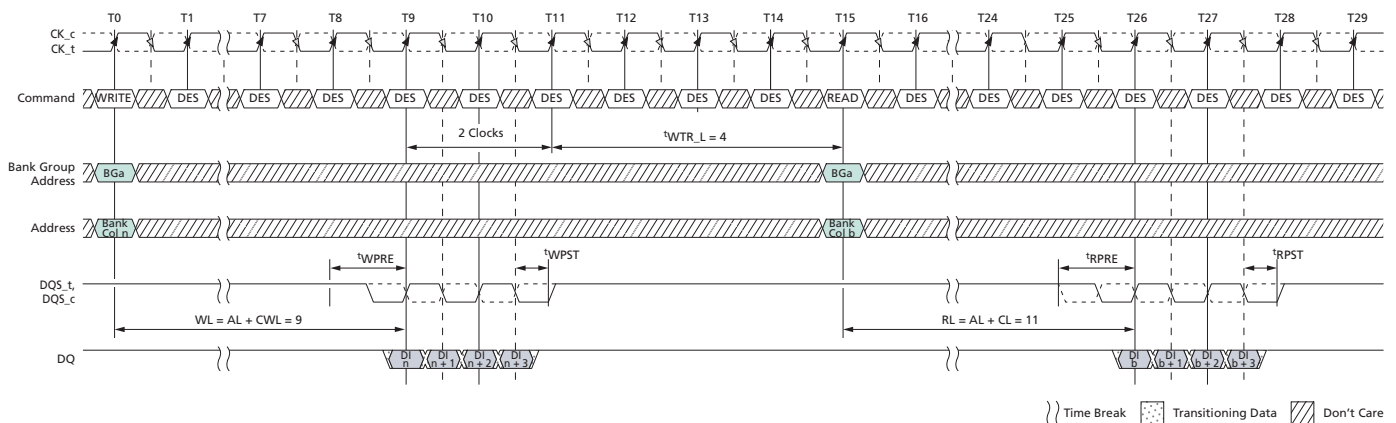 T0 T1 T7 T8 T9 T10 T11 T12 T13 T14 T15 T16 T24 T25 T26 T27 T28 T29
CK_c
CK_t
Command WRITE DES DES DES DES DES DES DES DES DES READ DES DES DES DES DES DES DES
2 Clocks tWTR_L = 4
Bank Group
Address BGa BGa
Address Bank
Col n Bank
Col b
tWPRE tWPST tRPRE tRPST
DQS_t,
DQS_c
WL = AL + CWL = 9 RL = AL + CL = 11
DQ DI
n DI
n + 1 DI
n + 2 DI
n + 3 DI
b DI
b + 1 DI
b + 2 DI
b + 3
Time Break Transitioning Data Don't Care